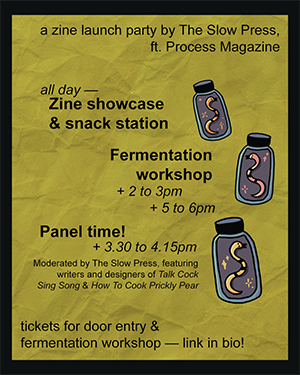 a zine launch party by The Slow Press,
ft. Process Magazine
all day —
Zine showcase
& snack station
Fermentation
workshop
+ 2 to 3pm
+ 5 to 6pm
Panel time!
+ 3.30 to 4.15pm
Moderated by The Slow Press, featuring
writers and designers of Talk Cock
Sing Song & How To Cook Prickly Pear
tickets for door entry &
fermentation workshop — link in bio!